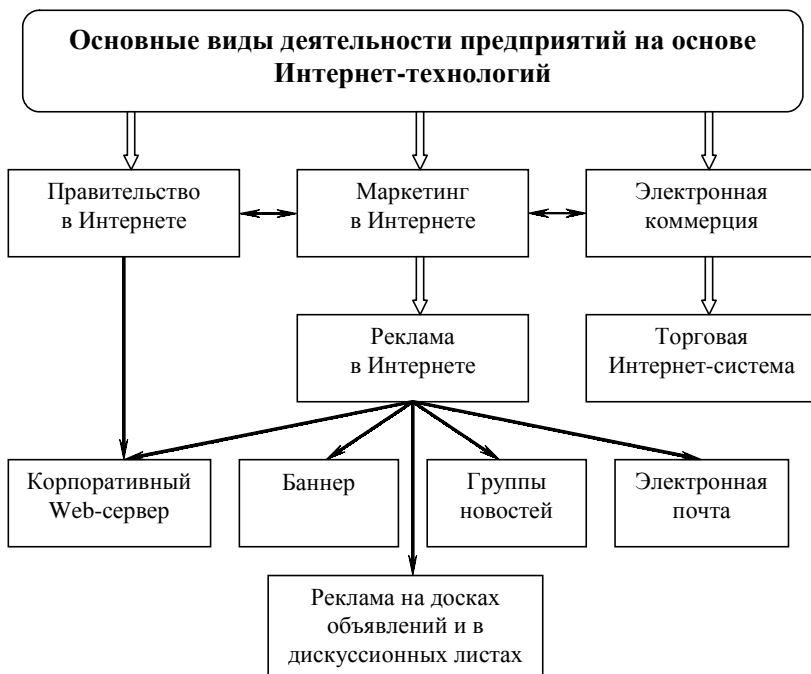 Основные виды деятельности предприятий на основе
Интернет-технологий
Правительство
в Интернете
Маркетинг
в Интернете
Электронная
коммерция
Реклама
в Интернете
Торговая
Интернет-система
Корпоративный
Web-сервер
Баннер
Группы
новостей
Электронная
почта
Реклама на досках
объявлений и в
дискуссионных листах